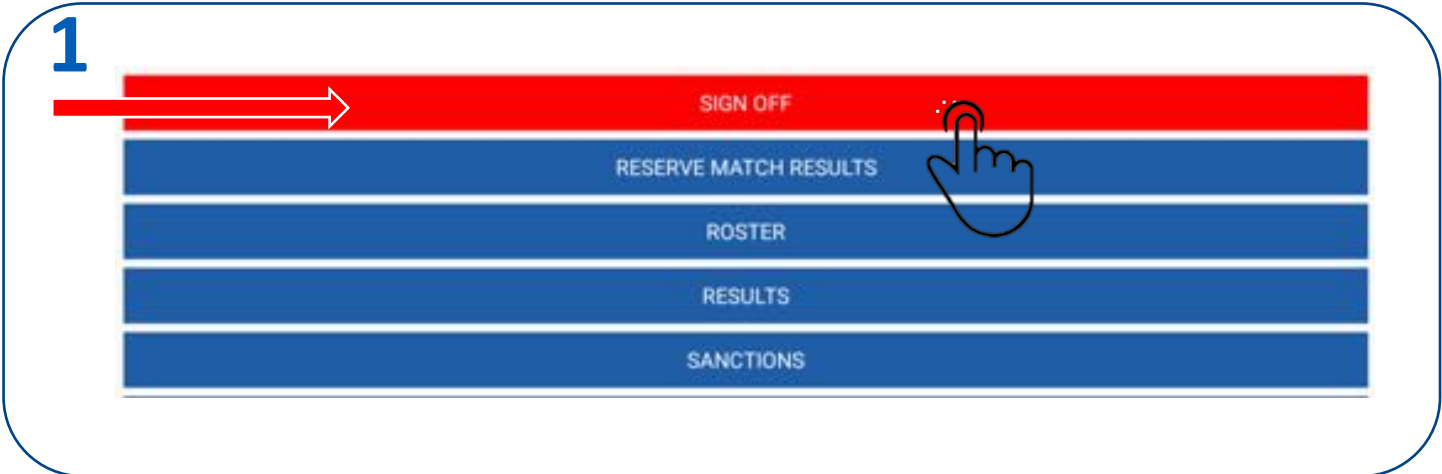 1
SIGN OFF
RESERVE MATCH RESULTS
ROSTER
RESULTS
SANCTIONS